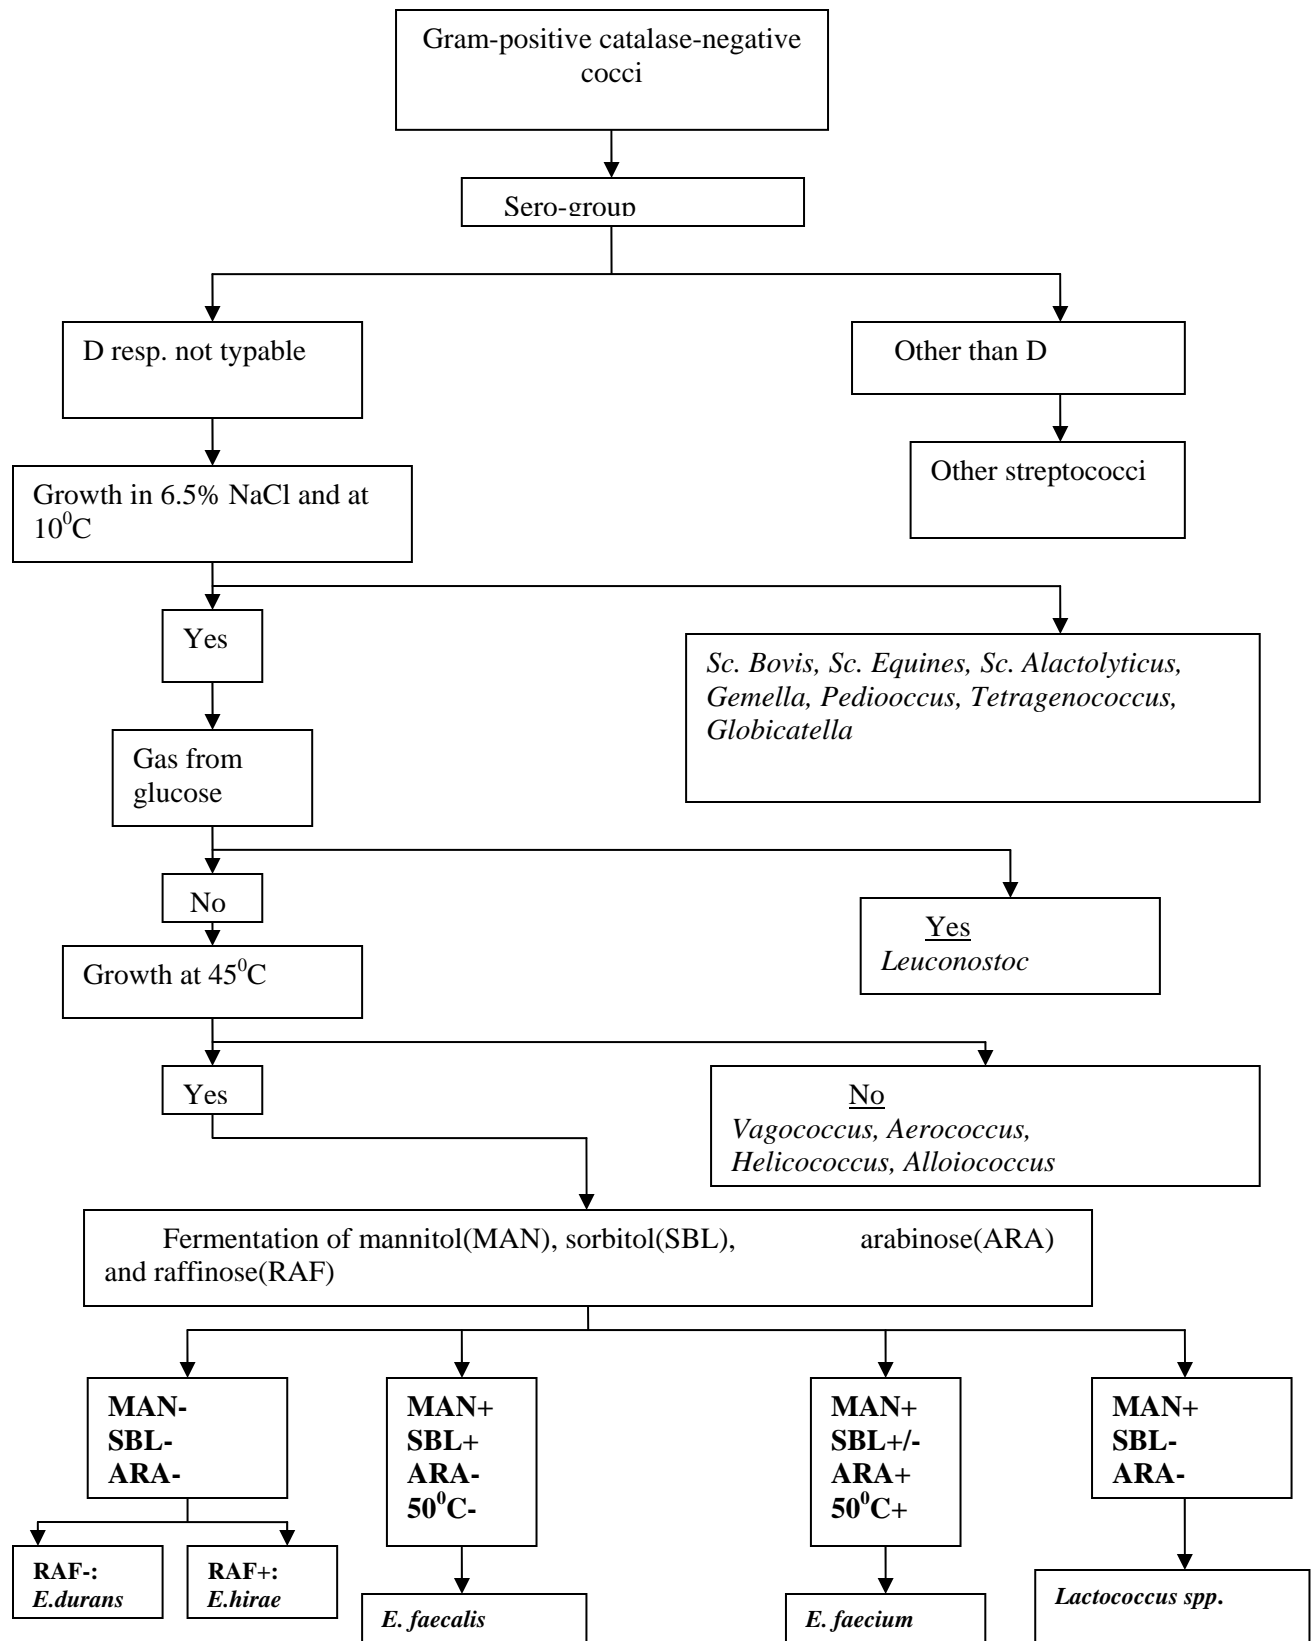 Gram-positive catalase-negative
cocci
Sero-group
D resp. not typable
Other than D
Other streptococci
Growth in 6.5% NaCl and at
10⁰C
Yes
Sc. Bovis, Sc. Equines, Sc. Alactolyticus,
Gemella, Pediooccus, Tetragenococcus,
Globicatella
Gas from
glucose
No
Yes
Leuconostoc
Growth at 45⁰C
Yes
No
Vagococcus, Aerococcus,
Helicococcus, Alloiococcus
Fermentation of mannitol(MAN), sorbitol(SBL), arabinose(ARA)
and raffinose(RAF)
MAN-
SBL-
ARA-
MAN+
SBL+
ARA-
50⁰C-
MAN+
SBL+/-
ARA+
50⁰C+
MAN+
SBL-
ARA-
RAF-:
E.durans
RAF+:
E.hirae
E. faecalis
E. faecium
Lactococcus spp.